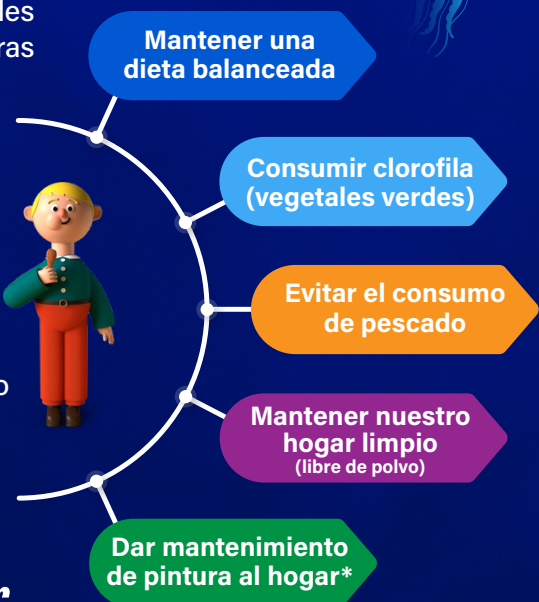 Mantener una
dieta balanceada
Consumir clorofila
(vegetales verdes)
Evitar el consumo
de pescado
Mantener nuestro
hogar limpio
(libre de polvo)
Dar mantenimiento
de pintura al hogar*